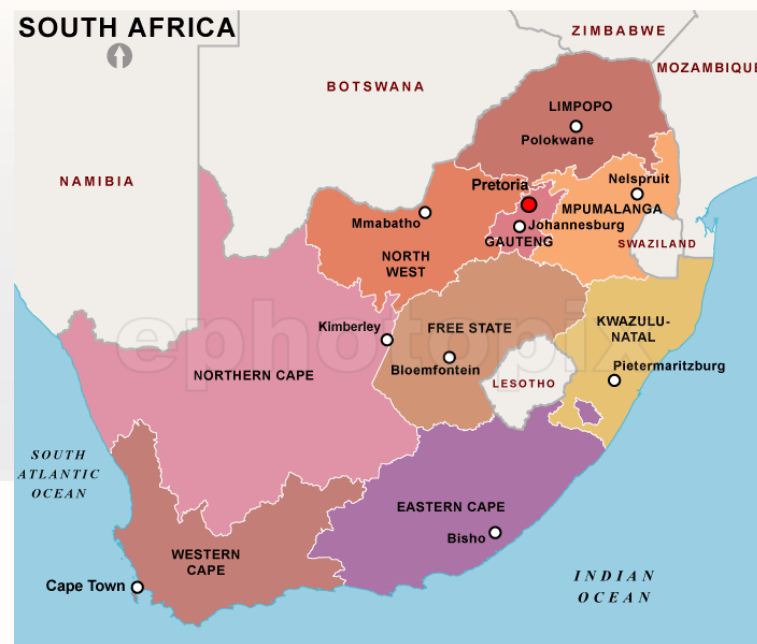 SOUTH AFRICA
ZIMBABWE
MOZAMBIQUE
BOTSWANA
NAMIBIA
LIMPOPO
Polokwane
Pretoria
Nelspruit
MPUMALANGA
Mmabatho
Johannesburg
GAUTENG
SWAZILAND
NORTH
WEST
Kimberley
FREE STATE
KWAZULU-
NATAL
ephotopix
Bloemfontein
Pietermaritzburg
NORTHERN CAPE
LESOTHO
SOUTH
ATLANTIC
OCEAN
EASTERN CAPE
Bisho
WESTERN
CAPE
Cape Town
INDIAN
OCEAN